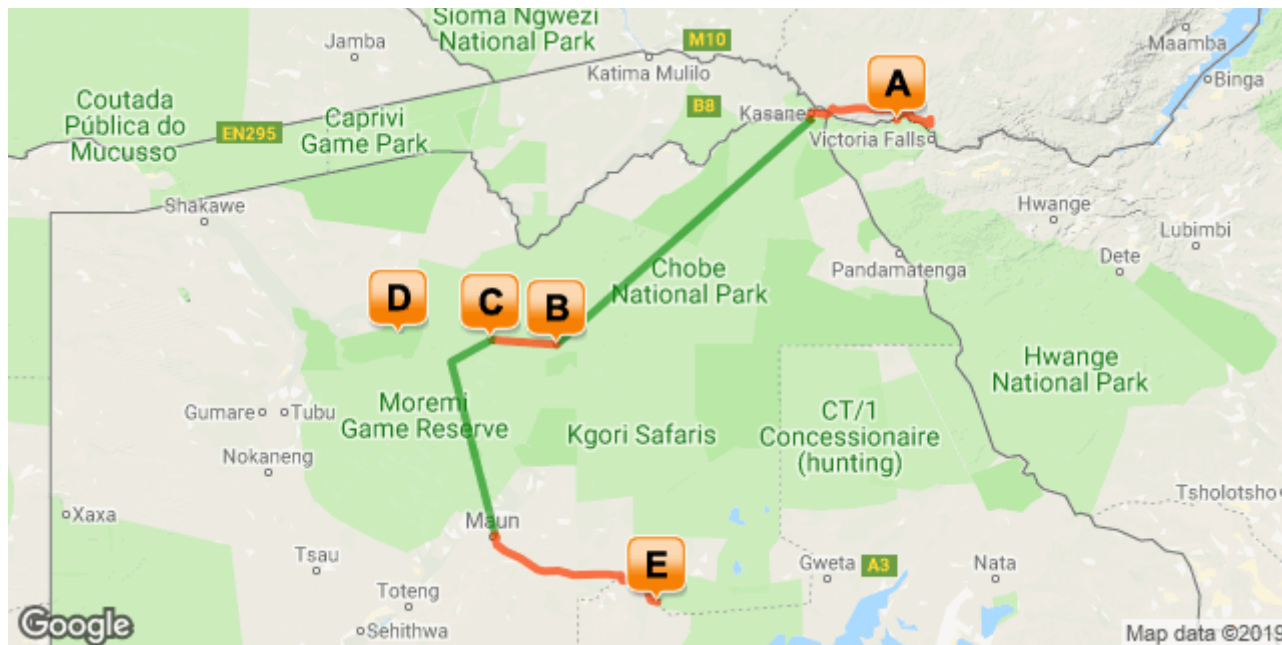 Sioma Ngwezi
National Park
Jamba
M10
Maamba
Katima Mulilo
Binga
A
Coutada
Pública do
Mucusso
EN295
Caprivi
Game Park
B8
Kasane
Victoria Falls
Shakawe
Hwange
Lubimbi
Dete
Chobe
National Park
Pandamatenga
D
C
B
Hwange
National Park
Moremi
Game Reserve
Gumare
Tubu
CT/1
Concessionaire
(hunting)
Kgori Safaris
Nokaneng
Tsholotsho
Xaxa
Maun
Tsau
E
Gweta
A3
Nata
Toteng
Sehithwa
Google
Map data ©2019